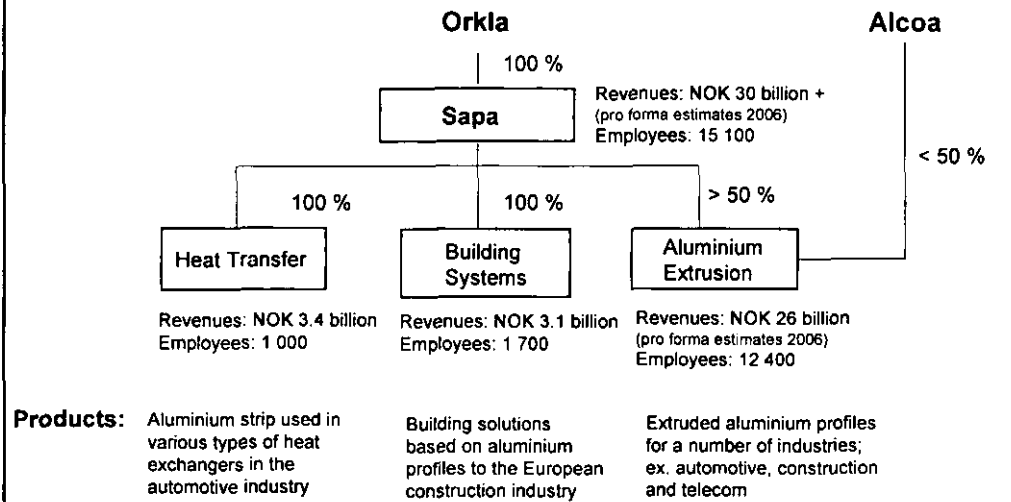 Orkla
Alcoa
100 %
Sapa
Revenues: NOK 30 billion +
(pro forma estimates 2006)
Employees: 15 100
< 50 %
100 %
100 %
> 50 %
Heat Transfer
Building
Systems
Aluminium
Extrusion
Revenues: NOK 3.4 billion
Employees: 1 000
Revenues: NOK 3.1 billion
Employees: 1 700
Revenues: NOK 26 billion
(pro forma estimates 2006)
Employees: 12 400
Products:
Aluminium strip used in
various types of heat
exchangers in the
automotive industry
Building solutions
based on aluminium
profiles to the European
construction industry
Extruded aluminium profiles
for a number of industries;
ex. automotive, construction
and telecom